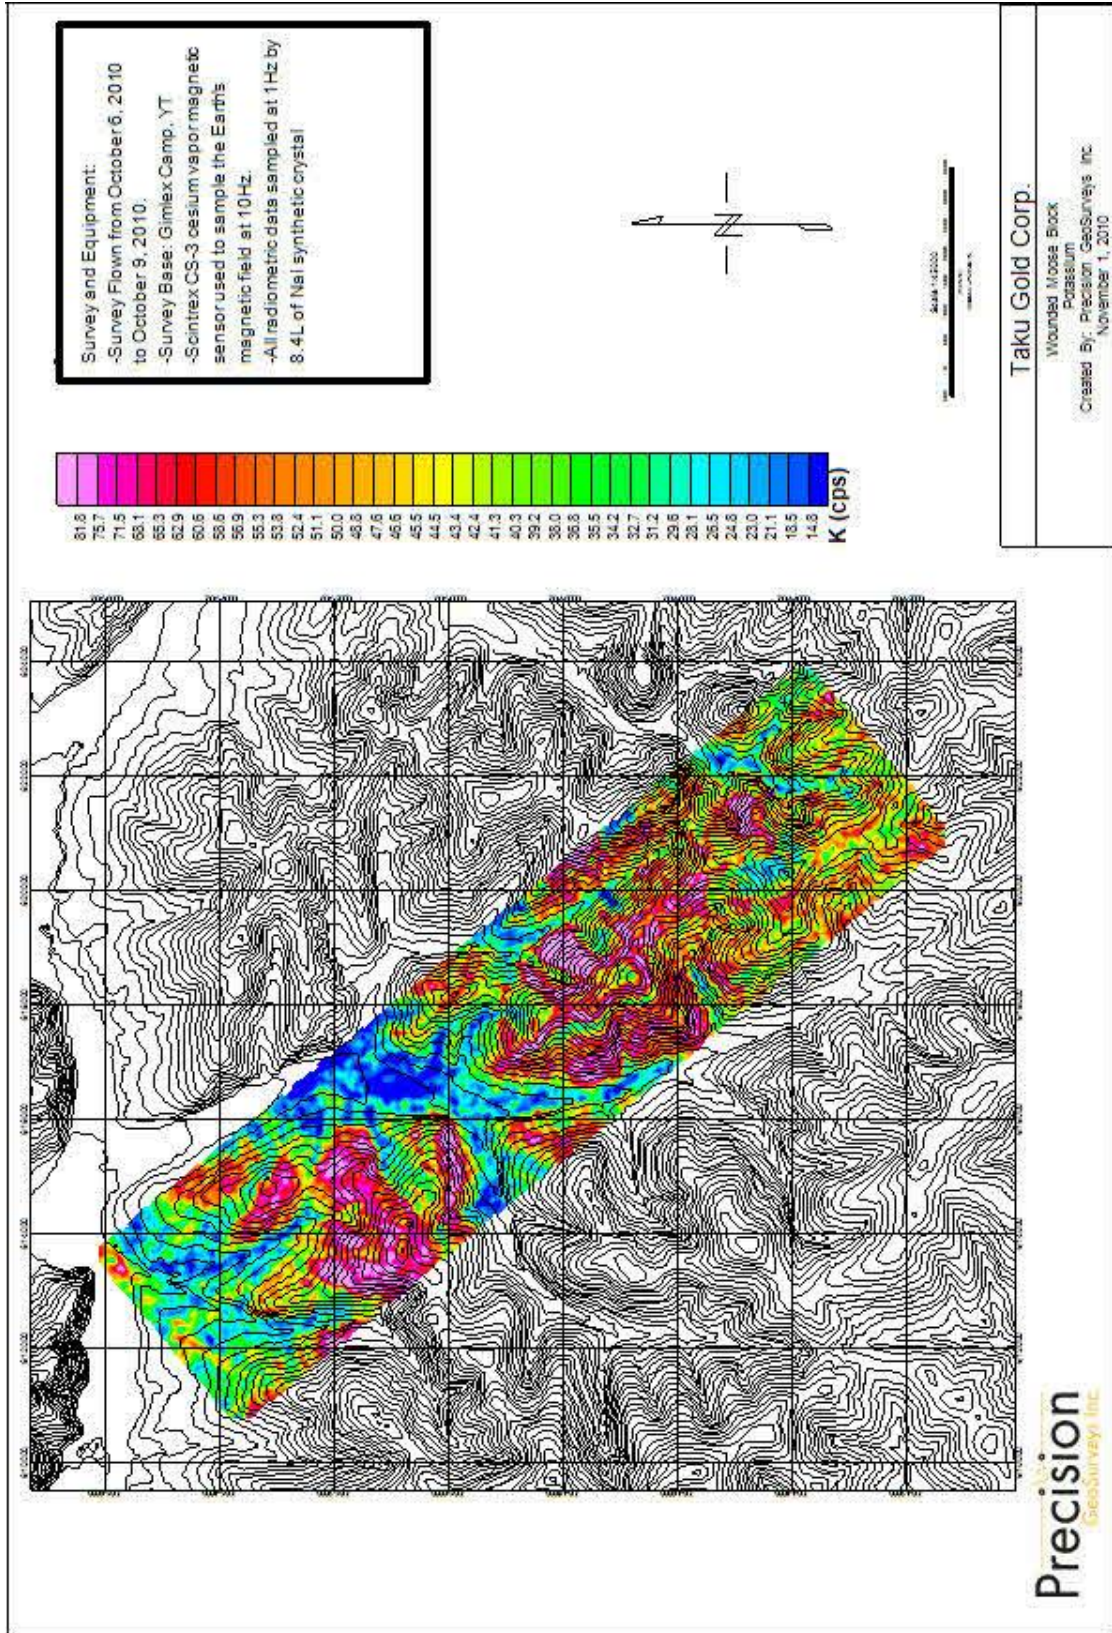 Survey and Equipment:
-Survey Flown from October 6, 2010
to October 9, 2010.
-Survey Base: Gimlex Camp, YT
-Scintrex CS-3 cesium vapor magnetic
sensor used to sample the Earth's
magnetic field at 10Hz.
-All radiometric data sampled at 1Hz by
8.4L of NaI synthetic crystal
81.8
75.7
71.5
68.1
65.3
62.9
60.6
58.6
56.9
55.3
53.8
52.4
51.1
50.0
48.8
47.6
46.6
45.5
44.5
43.4
42.4
41.3
40.3
39.2
38.0
36.8
35.5
34.2
32.7
31.2
29.6
28.1
26.5
24.8
23.0
21.1
18.5
14.8
K (cps)
N
Taku Gold Corp.
Wounded Moose Block
Potassium
Created By: Precision GeoSurveys Inc.
November 1, 2010
Precision
GeoSurveys Inc.